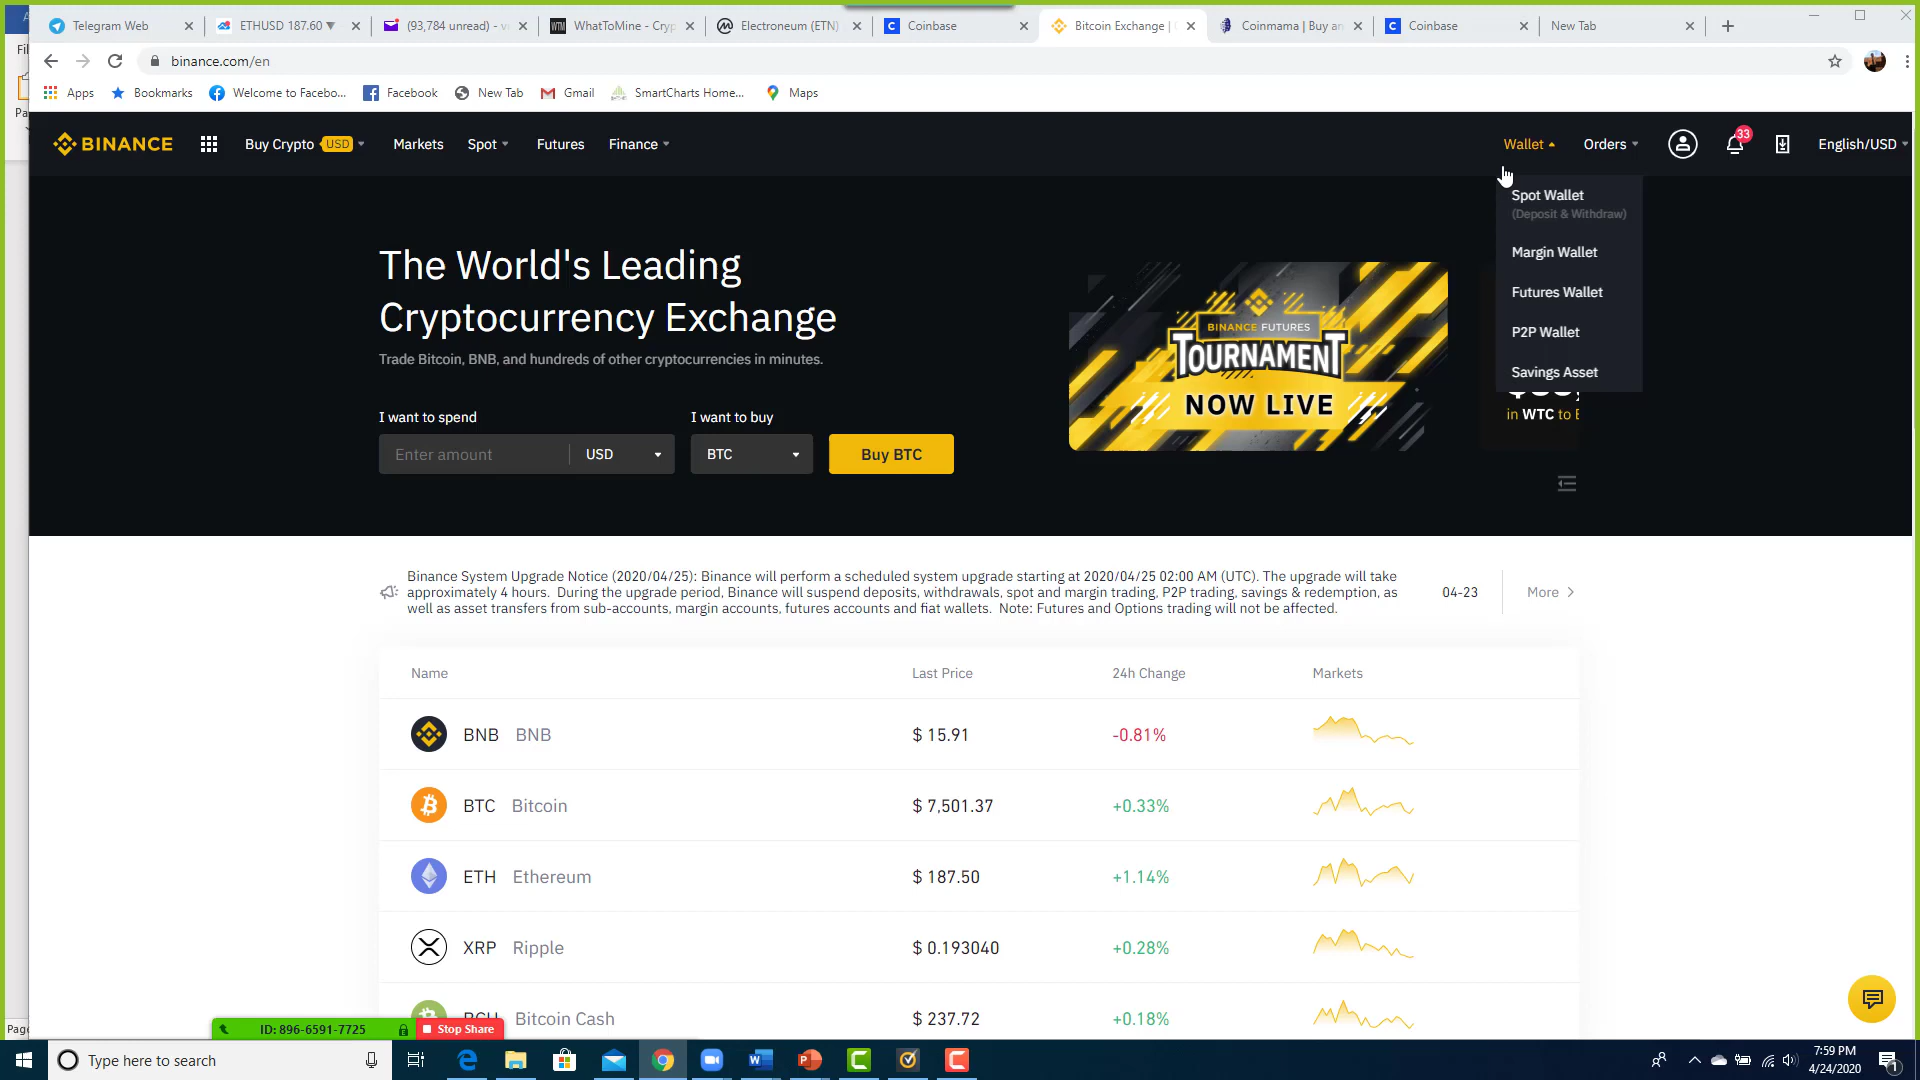 Telegram Web
ETHUSD 187.60 ▼
(93,784 unread) -
WhatToMine - Cryp
Electroneum (ETN)
Coinbase
Bitcoin Exchange |
Coinmama | Buy an
Coinbase
New Tab
Fil
binance.com/en
Apps
Bookmarks
Welcome to Facebo...
Facebook
New Tab
Gmail
SmartCharts Home...
Maps
Pa
BINANCE
Buy Crypto USD
Markets
Spot
Futures
Finance
Wallet
Orders
33
English/USD
Spot Wallet
(Deposit & Withdraw)
Margin Wallet
Futures Wallet
P2P Wallet
Savings Asset
The World's Leading
Cryptocurrency Exchange
Trade Bitcoin, BNB, and hundreds of other cryptocurrencies in minutes.
BINANCE FUTURES
TOURNAMENT
NOW LIVE
in WTC to
I want to spend
I want to buy
Enter amount
USD
BTC
Buy BTC
Binance System Upgrade Notice (2020/04/25): Binance will perform a scheduled system upgrade starting at 2020/04/25 02:00 AM (UTC). The upgrade will take
approximately 4 hours. During the upgrade period, Binance will suspend deposits, withdrawals, spot and margin trading, P2P trading, savings & redemption, as
well as asset transfers from sub-accounts, margin accounts, futures accounts and fiat wallets. Note: Futures and Options trading will not be affected.
04-23
More
Name Last Price 24h Change Markets
BNB BNB $ 15.91 -0.81%
BTC Bitcoin $ 7,501.37 +0.33%
ETH Ethereum $ 187.50 +1.14%
XRP Ripple $ 0.193040 +0.28%
BCH Bitcoin Cash $ 237.72 +0.18%
Page
ID: 896-6591-7725
Stop Share
Type here to search
7:59 PM
4/24/2020
1